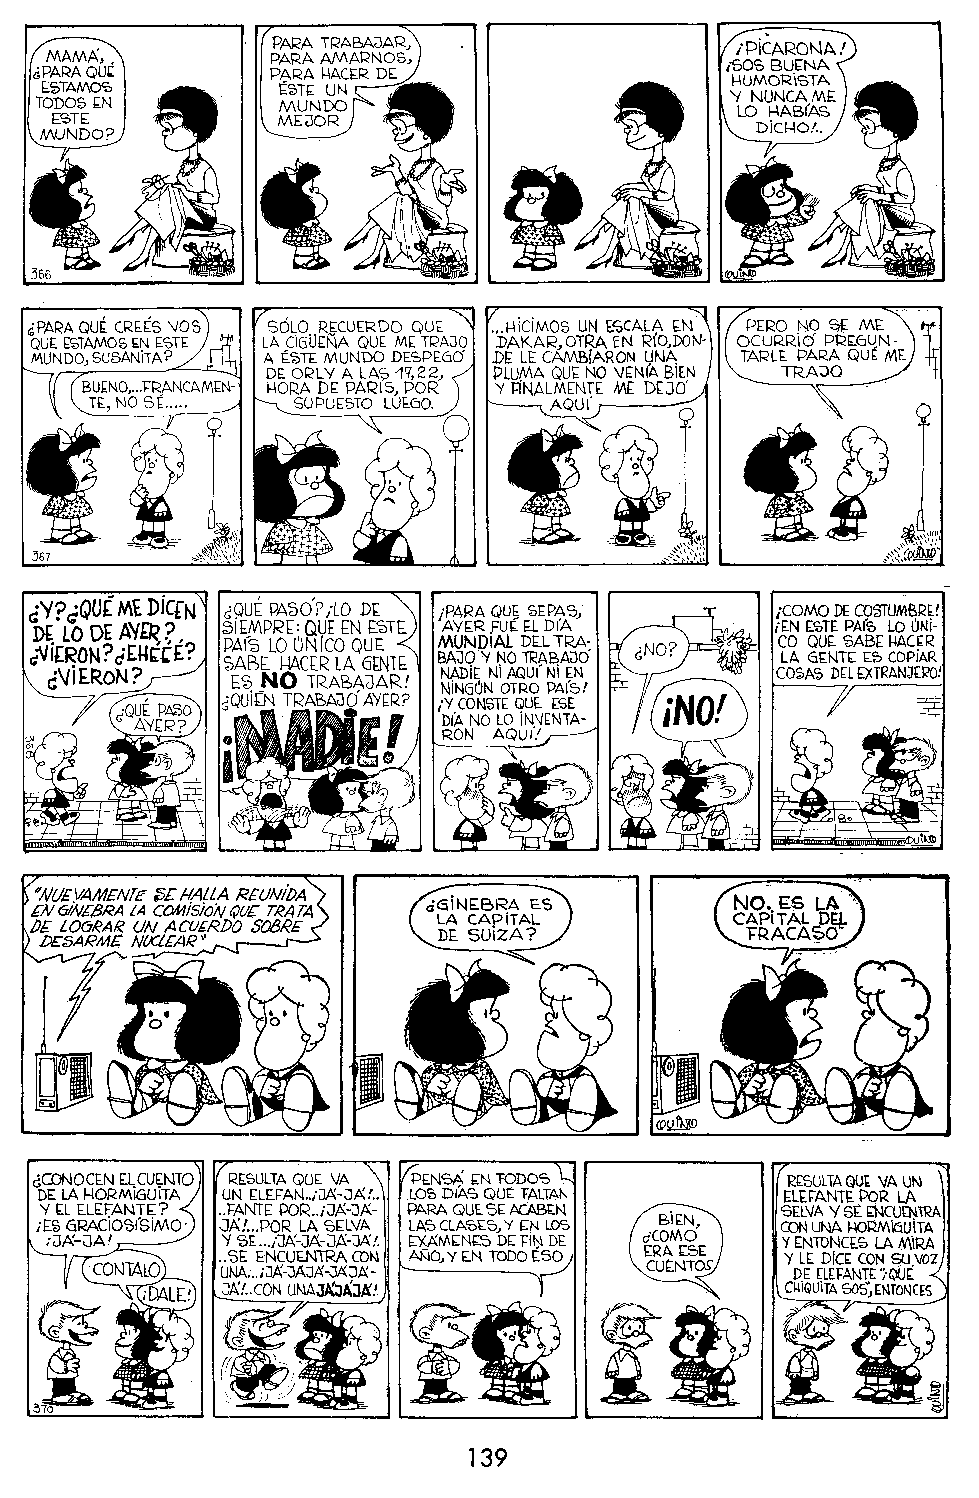 MAMÁ,
¿PARA QUÉ
ESTAMOS
TODOS EN
ESTE
MUNDO?
366
PARA TRABAJAR,
PARA AMARNOS,
PARA HACER DE
ÉSTE UN
MUNDO
MEJOR
¡PICARONA!
¡SOS BUENA
HUMORISTA
Y NUNCA ME
LO HABÍAS
DICHO!..
QUINO
¿PARA QUÉ CREÉS VOS
QUE ESTAMOS EN ESTE
MUNDO, SUSANITA?
BUENO,...FRANCAMEN-
TE, NO SÉ.....
367
SÓLO RECUERDO QUE
LA CIGÜEÑA QUE ME TRAJO
A ÉSTE MUNDO DESPEGÓ
DE ORLY A LAS 17,22,
HORA DE PARÍS, POR
SUPUESTO LUEGO.
...HICIMOS UN ESCALA EN
DAKAR, OTRA EN RÍO, DON-
DE LE CAMBIARON UNA
PLUMA QUE NO VENÍA BIEN
Y FINALMENTE ME DEJÓ
AQUÍ
PERO NO SE ME
OCURRIÓ PREGUN-
TARLE PARA QUÉ ME
TRAJO
QUINO
¿Y? ¿QUÉ ME DICEN
DE LO DE AYER?
¿VIERON? ¿EHÉÉÉ?
¿VIERON?
¿QUÉ PASO
AYER?
368
¿QUÉ PASÓ? ¡LO DE
SIEMPRE: QUE EN ESTE
PAÍS LO ÚNICO QUE
SABE HACER LA GENTE
ES NO TRABAJAR!
¿QUIÉN TRABAJÓ AYER?
¡NADIE!
¡PARA QUE SEPAS,
AYER FUE EL DÍA
MUNDIAL DEL TRA-
BAJO Y NO TRABAJÓ
NADIE NI AQUÍ NI EN
NINGÚN OTRO PAÍS!
¡Y CONSTE QUE ESE
DÍA NO LO INVENTA-
RON AQUÍ!
¿NO?
¡NO!
¡COMO DE COSTUMBRE!
¡EN ESTE PAÍS LO ÚNI-
CO QUE SABE HACER
LA GENTE ES COPIAR
COSAS DEL EXTRANJERO!
QUINO
"NUEVAMENTE SE HALLA REUNIDA
EN GINEBRA LA COMISIÓN QUE TRATA
DE LOGRAR UN ACUERDO SOBRE
DESARME NUCLEAR"
¿GINEBRA ES
LA CAPITAL
DE SUIZA?
NO. ES LA
CAPITAL DEL
FRACASO
QUINO
¿CONOCEN EL CUENTO
DE LA HORMIGUITA
Y EL ELEFANTE?
¡ES GRACIOSÍSIMO
¡JA-JA!
CONTALO
¡DALE!
370
RESULTA QUE VA
UN ELEFAN..¡JA-JA!..
..FANTE POR..¡JA-JA-
JA!...POR LA SELVA
Y SE...¡JA-JA-JA-JA!..
..SE ENCUENTRA CON
UNA...¡JA-JAJA-JAJA-
JA!..CON UNA JAJAJA!
PENSÁ EN TODOS
LOS DÍAS QUE FALTAN
PARA QUE SE ACABEN
LAS CLASES, Y EN LOS
EXÁMENES DE FIN DE
AÑO, Y EN TODO ESO
BIEN,
¿CÓMO
ERA ESE
CUENTO?
RESULTA QUE VA UN
ELEFANTE POR LA
SELVA Y SE ENCUENTRA
CON UNA HORMIGUITA
Y ENTONCES LA MIRA
Y LE DICE CON SU VOZ
DE ELEFANTE "¡QUÉ
CHIQUITA SOS", ENTONCES
QUINO
139